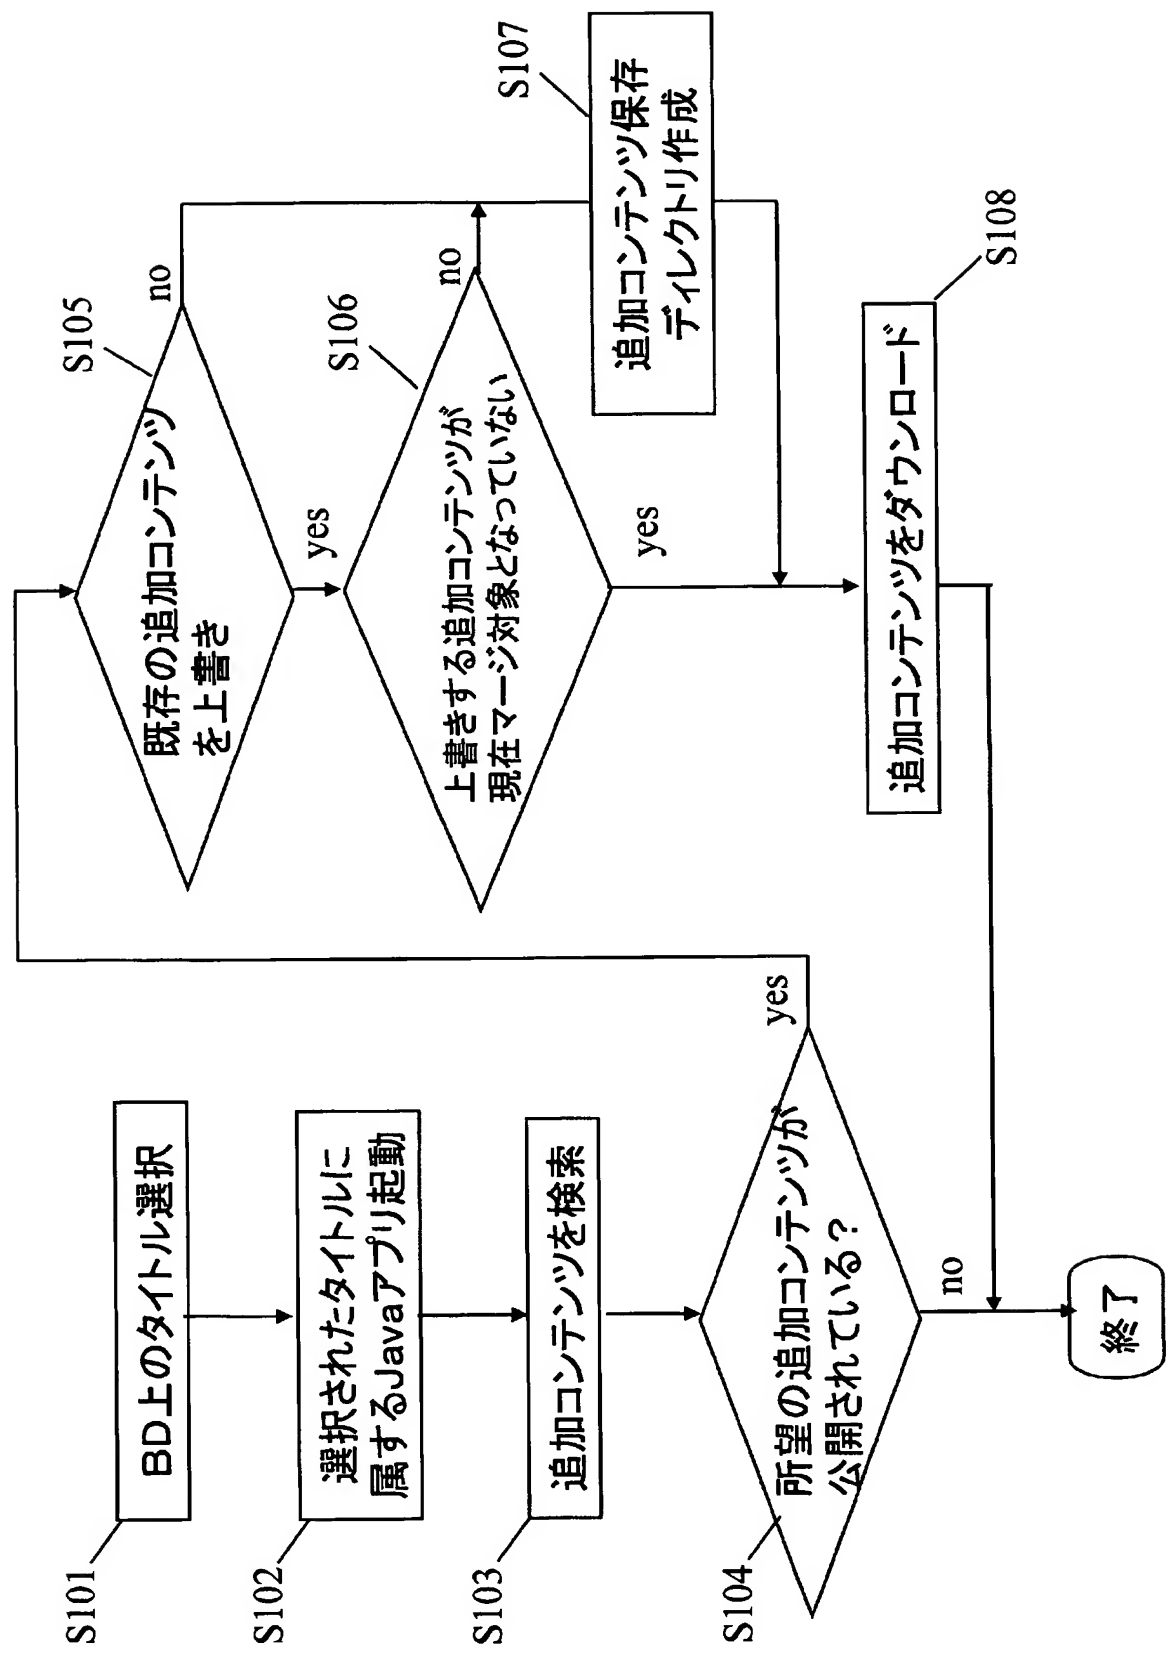 S101
BD上のタイトル選択
S102
選択されたタイトルに
属するJavaアプリ起動
S103
追加コンテンツを検索
S104
所望の追加コンテンツが
公開されている?
yes
no
S105
既存の追加コンテンツ
を上書き
no
yes
S106
上書きする追加コンテンツが
現在マージ対象となっていない
no
yes
S107
追加コンテンツ保存
ディレクトリ作成
S108
追加コンテンツをダウンロード
終了